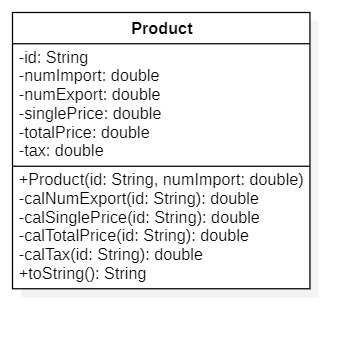 Product
-id: String
-numImport: double
-numExport: double
-singlePrice: double
-totalPrice: double
-tax: double
+Product(id: String, numImport: double)
-calNumExport(id: String): double
-calSinglePrice(id: String): double
-calTotalPrice(id: String): double
-calTax(id: String): double
+toString(): String